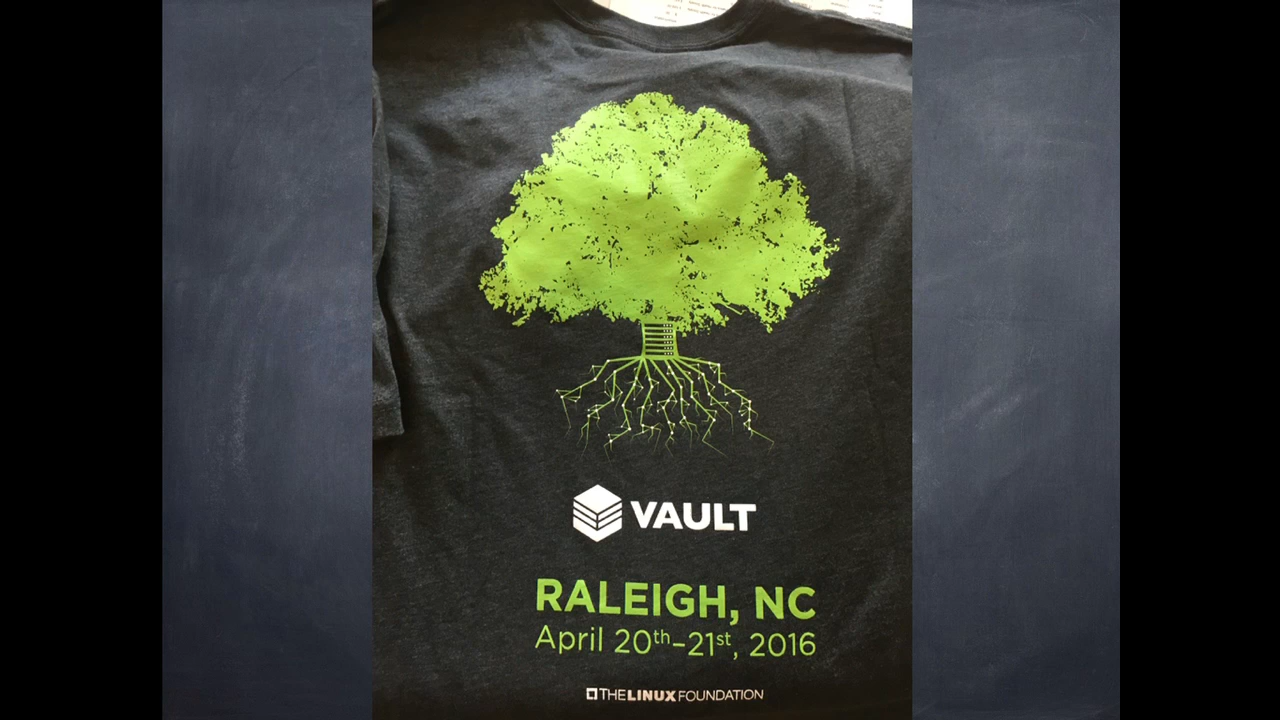 VAULT
RALEIGH, NC
April 20th–21st, 2016
THE LINUX FOUNDATION